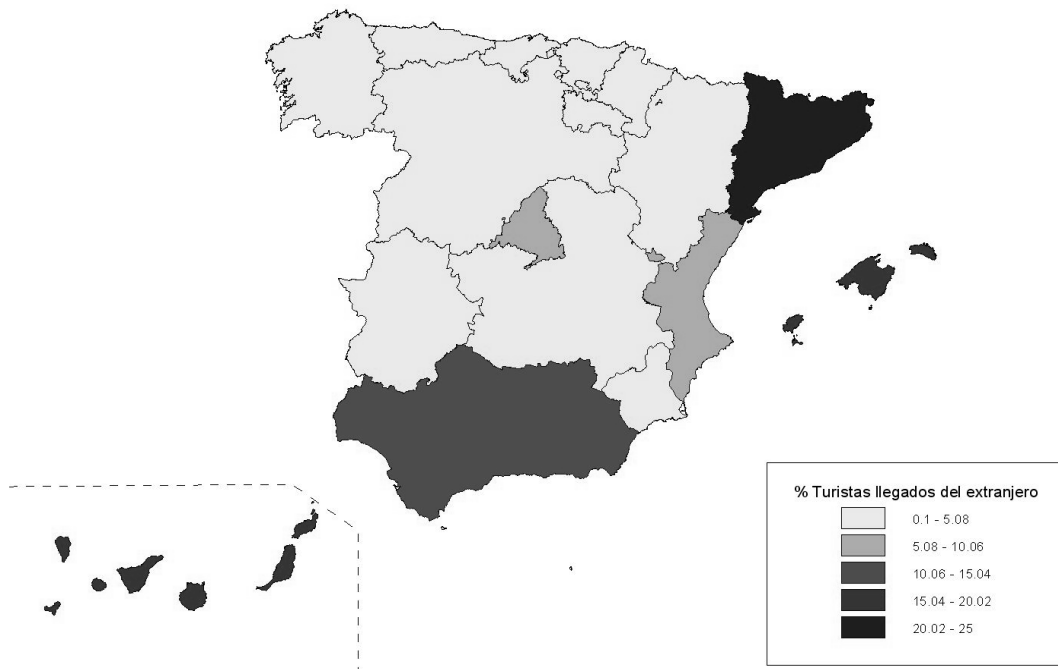 % Turistas llegados del extranjero
0.1 - 5.08
5.08 - 10.06
10.06 - 15.04
15.04 - 20.02
20.02 - 25